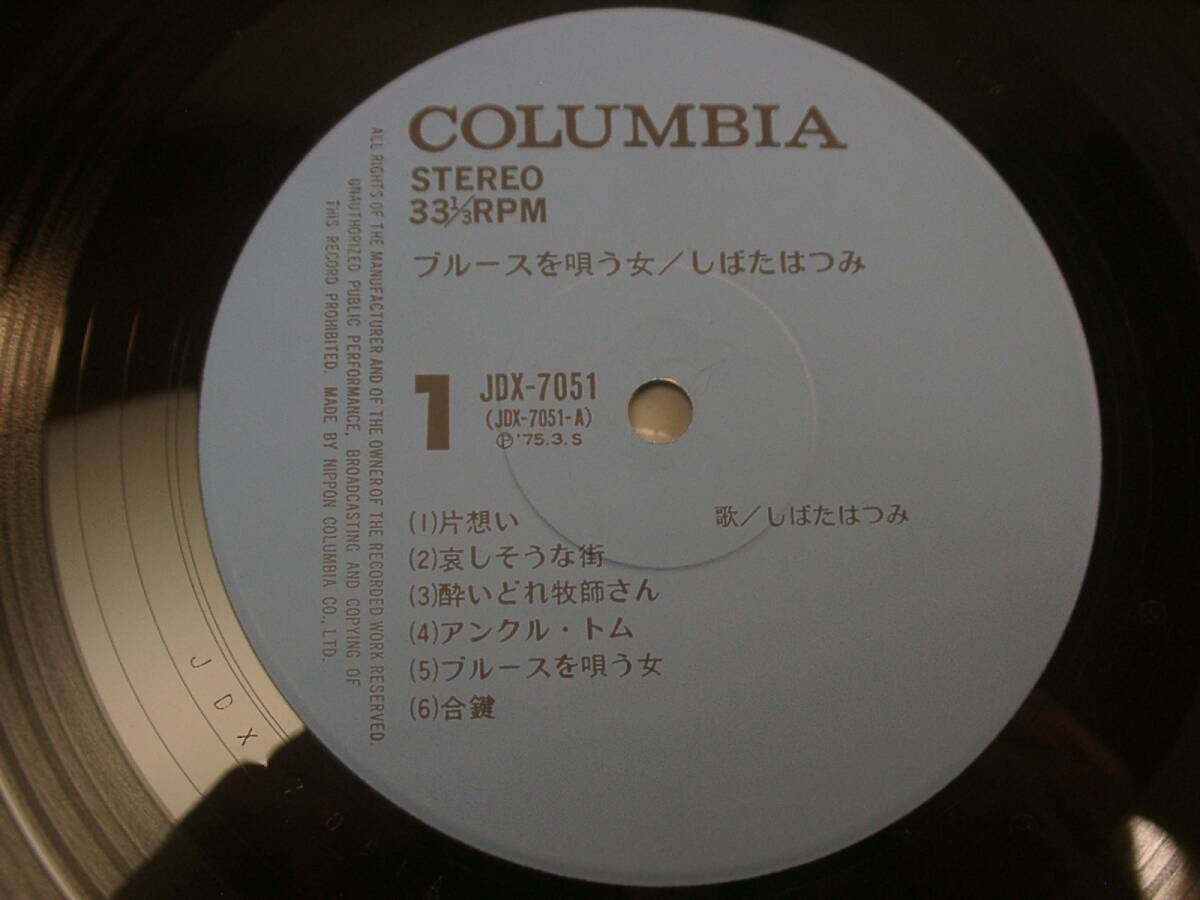 COLUMBIA
STEREO
33⅓RPM
ブルースを唄う女/しばたはつみ
1
JDX-7051
(JDX-7051-A)
Ⓟ'75.3.S
(1)片想い
歌/しばたはつみ
(2)哀しそうな街
(3)酔いどれ牧師さん
(4)アンクル・トム
(5)ブルースを唄う女
(6)合鍵
ALL RIGHTS OF THE MANUFACTURER AND OF THE OWNER OF THE RECORDED WORK RESERVED.
UNAUTHORIZED PUBLIC PERFORMANCE, BROADCASTING AND COPYING OF
THIS RECORD PROHIBITED. MADE BY NIPPON COLUMBIA CO., LTD.
JDX